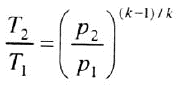 T₂/T₁ = (p₂/p₁)^((k-1)/k)